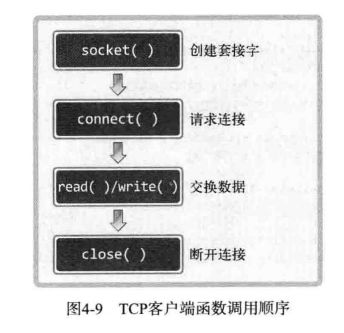 socket( ) 创建套接字
connect( ) 请求连接
read( )/write( ) 交换数据
close( ) 断开连接
图4-9 TCP客户端函数调用顺序